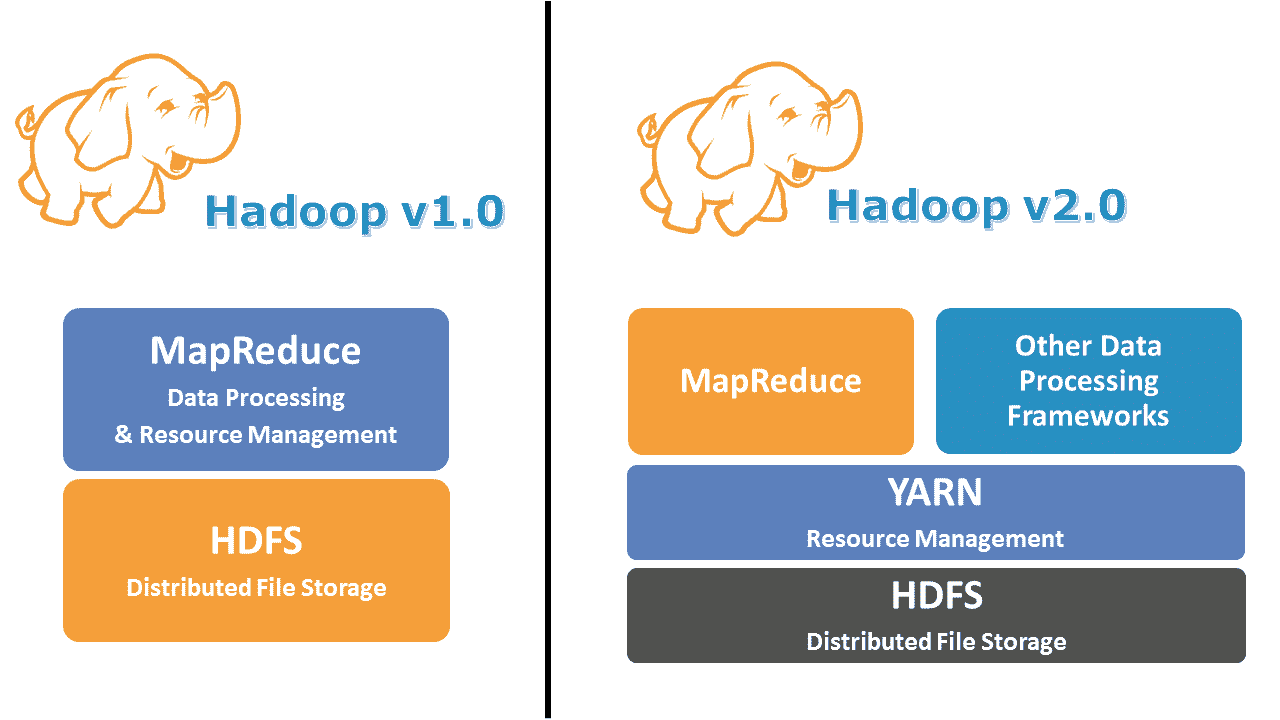 Hadoop v1.0
MapReduce
Data Processing
& Resource Management
HDFS
Distributed File Storage
Hadoop v2.0
MapReduce
Other Data
Processing
Frameworks
YARN
Resource Management
HDFS
Distributed File Storage